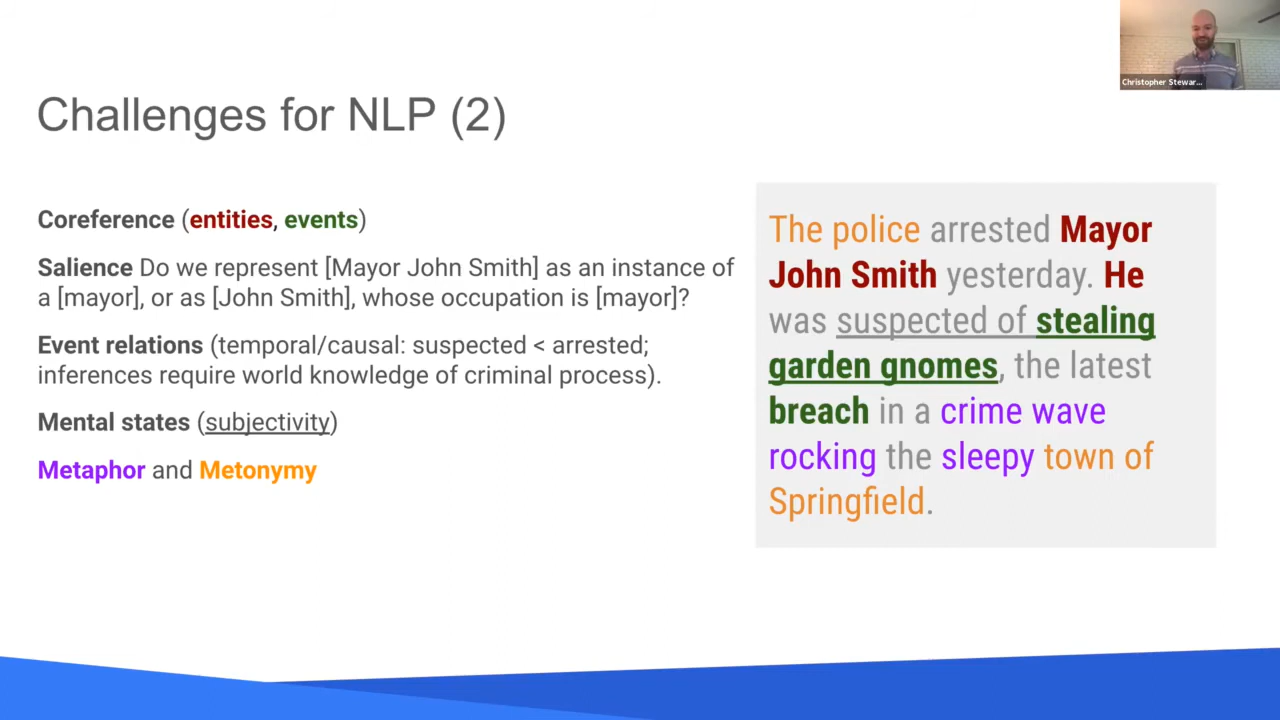 Christopher Stewar...
Challenges for NLP (2)
Coreference (entities, events)
Salience Do we represent [Mayor John Smith] as an instance of
a [mayor], or as [John Smith], whose occupation is [mayor]?
Event relations (temporal/causal: suspected < arrested;
inferences require world knowledge of criminal process).
Mental states (subjectivity)
Metaphor and Metonymy
The police arrested Mayor
John Smith yesterday. He
was suspected of stealing
garden gnomes, the latest
breach in a crime wave
rocking the sleepy town of
Springfield.